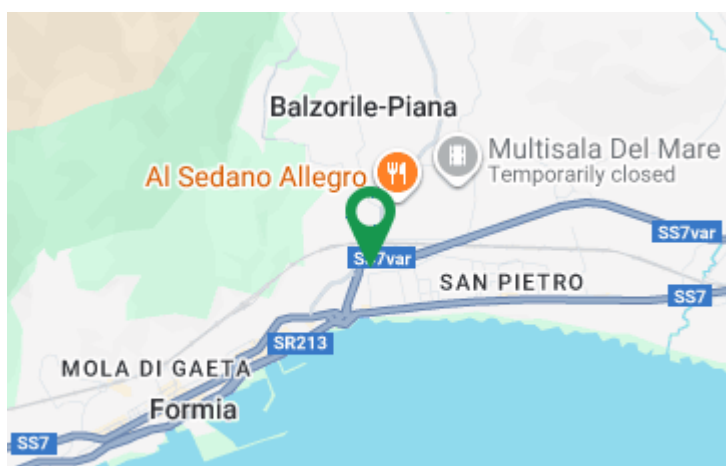 Balzorile-Piana
Multisala Del Mare
Temporarily closed
Al Sedano Allegro
SS7var
SS7var
SAN PIETRO
SS7
SR213
MOLA DI GAETA
Formia
SS7